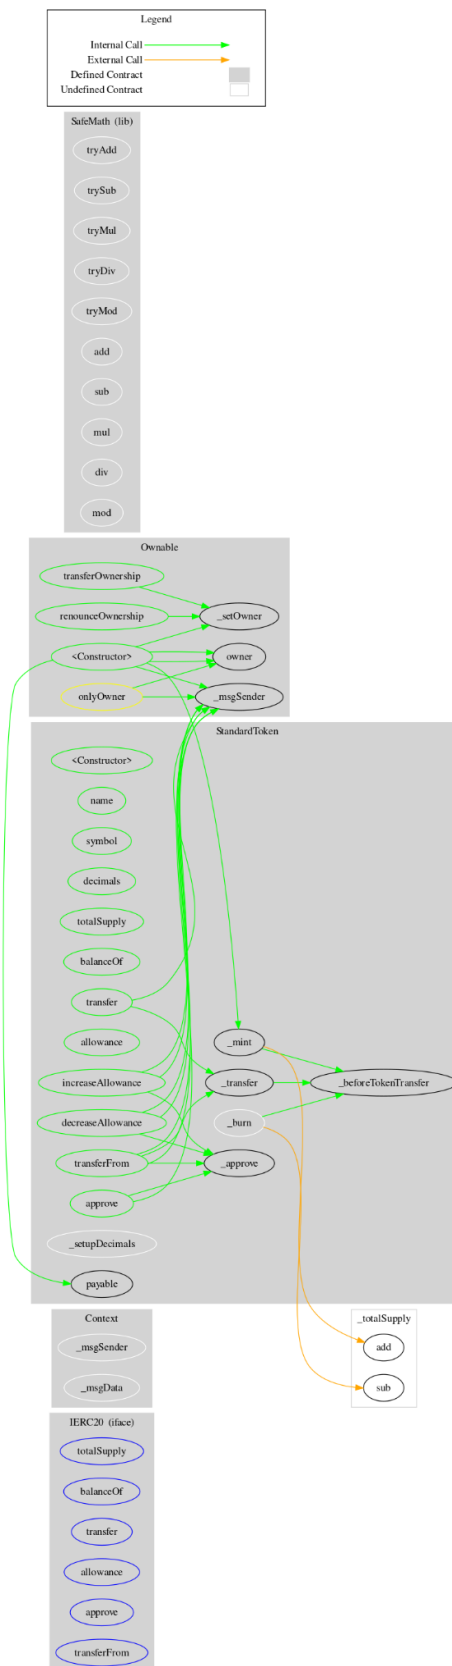 Legend
Internal Call
External Call
Defined Contract
Undefined Contract
SafeMath (lib)
tryAdd
trySub
tryMul
tryDiv
tryMod
add
sub
mul
div
mod
Ownable
transferOwnership
renounceOwnership
_setOwner
<Constructor>
owner
onlyOwner
_msgSender
StandardToken
<Constructor>
name
symbol
decimals
totalSupply
balanceOf
transfer
allowance
_mint
increaseAllowance
_transfer
_beforeTokenTransfer
decreaseAllowance
_burn
transferFrom
_approve
approve
_setupDecimals
payable
Context
_totalSupply
_msgSender
add
_msgData
sub
IERC20 (iface)
totalSupply
balanceOf
transfer
allowance
approve
transferFrom